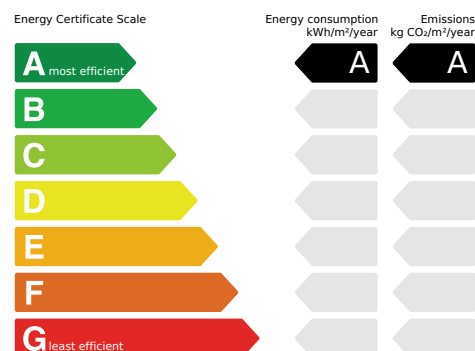 Energy Certificate Scale
Energy consumption
kWh/m²/year
Emissions
kg CO₂/m²/year
A most efficient
A
A
B
C
D
E
F
G least efficient